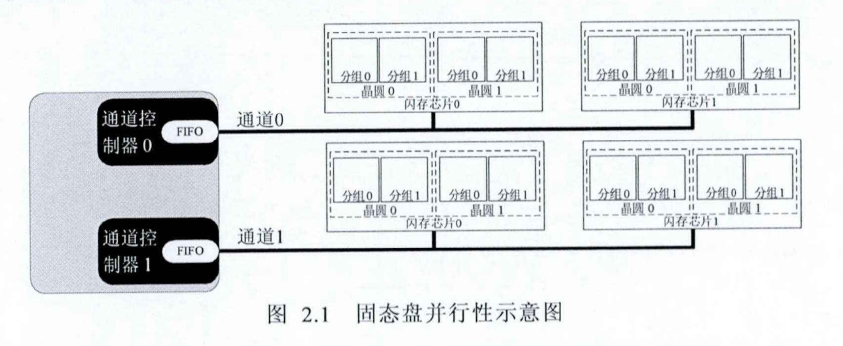 分组0 分组1 分组0 分组1
晶圆 0 晶圆 1
闪存芯片0
分组0 分组1 分组0 分组1
晶圆 0 晶圆 1
闪存芯片1
通道控
制器 0
FIFO
通道0
分组0 分组1 分组0 分组1
晶圆 0 晶圆 1
闪存芯片0
分组0 分组1 分组0 分组1
晶圆 0 晶圆 1
闪存芯片1
通道控
制器 1
FIFO
通道1
图 2.1 固态盘并行性示意图